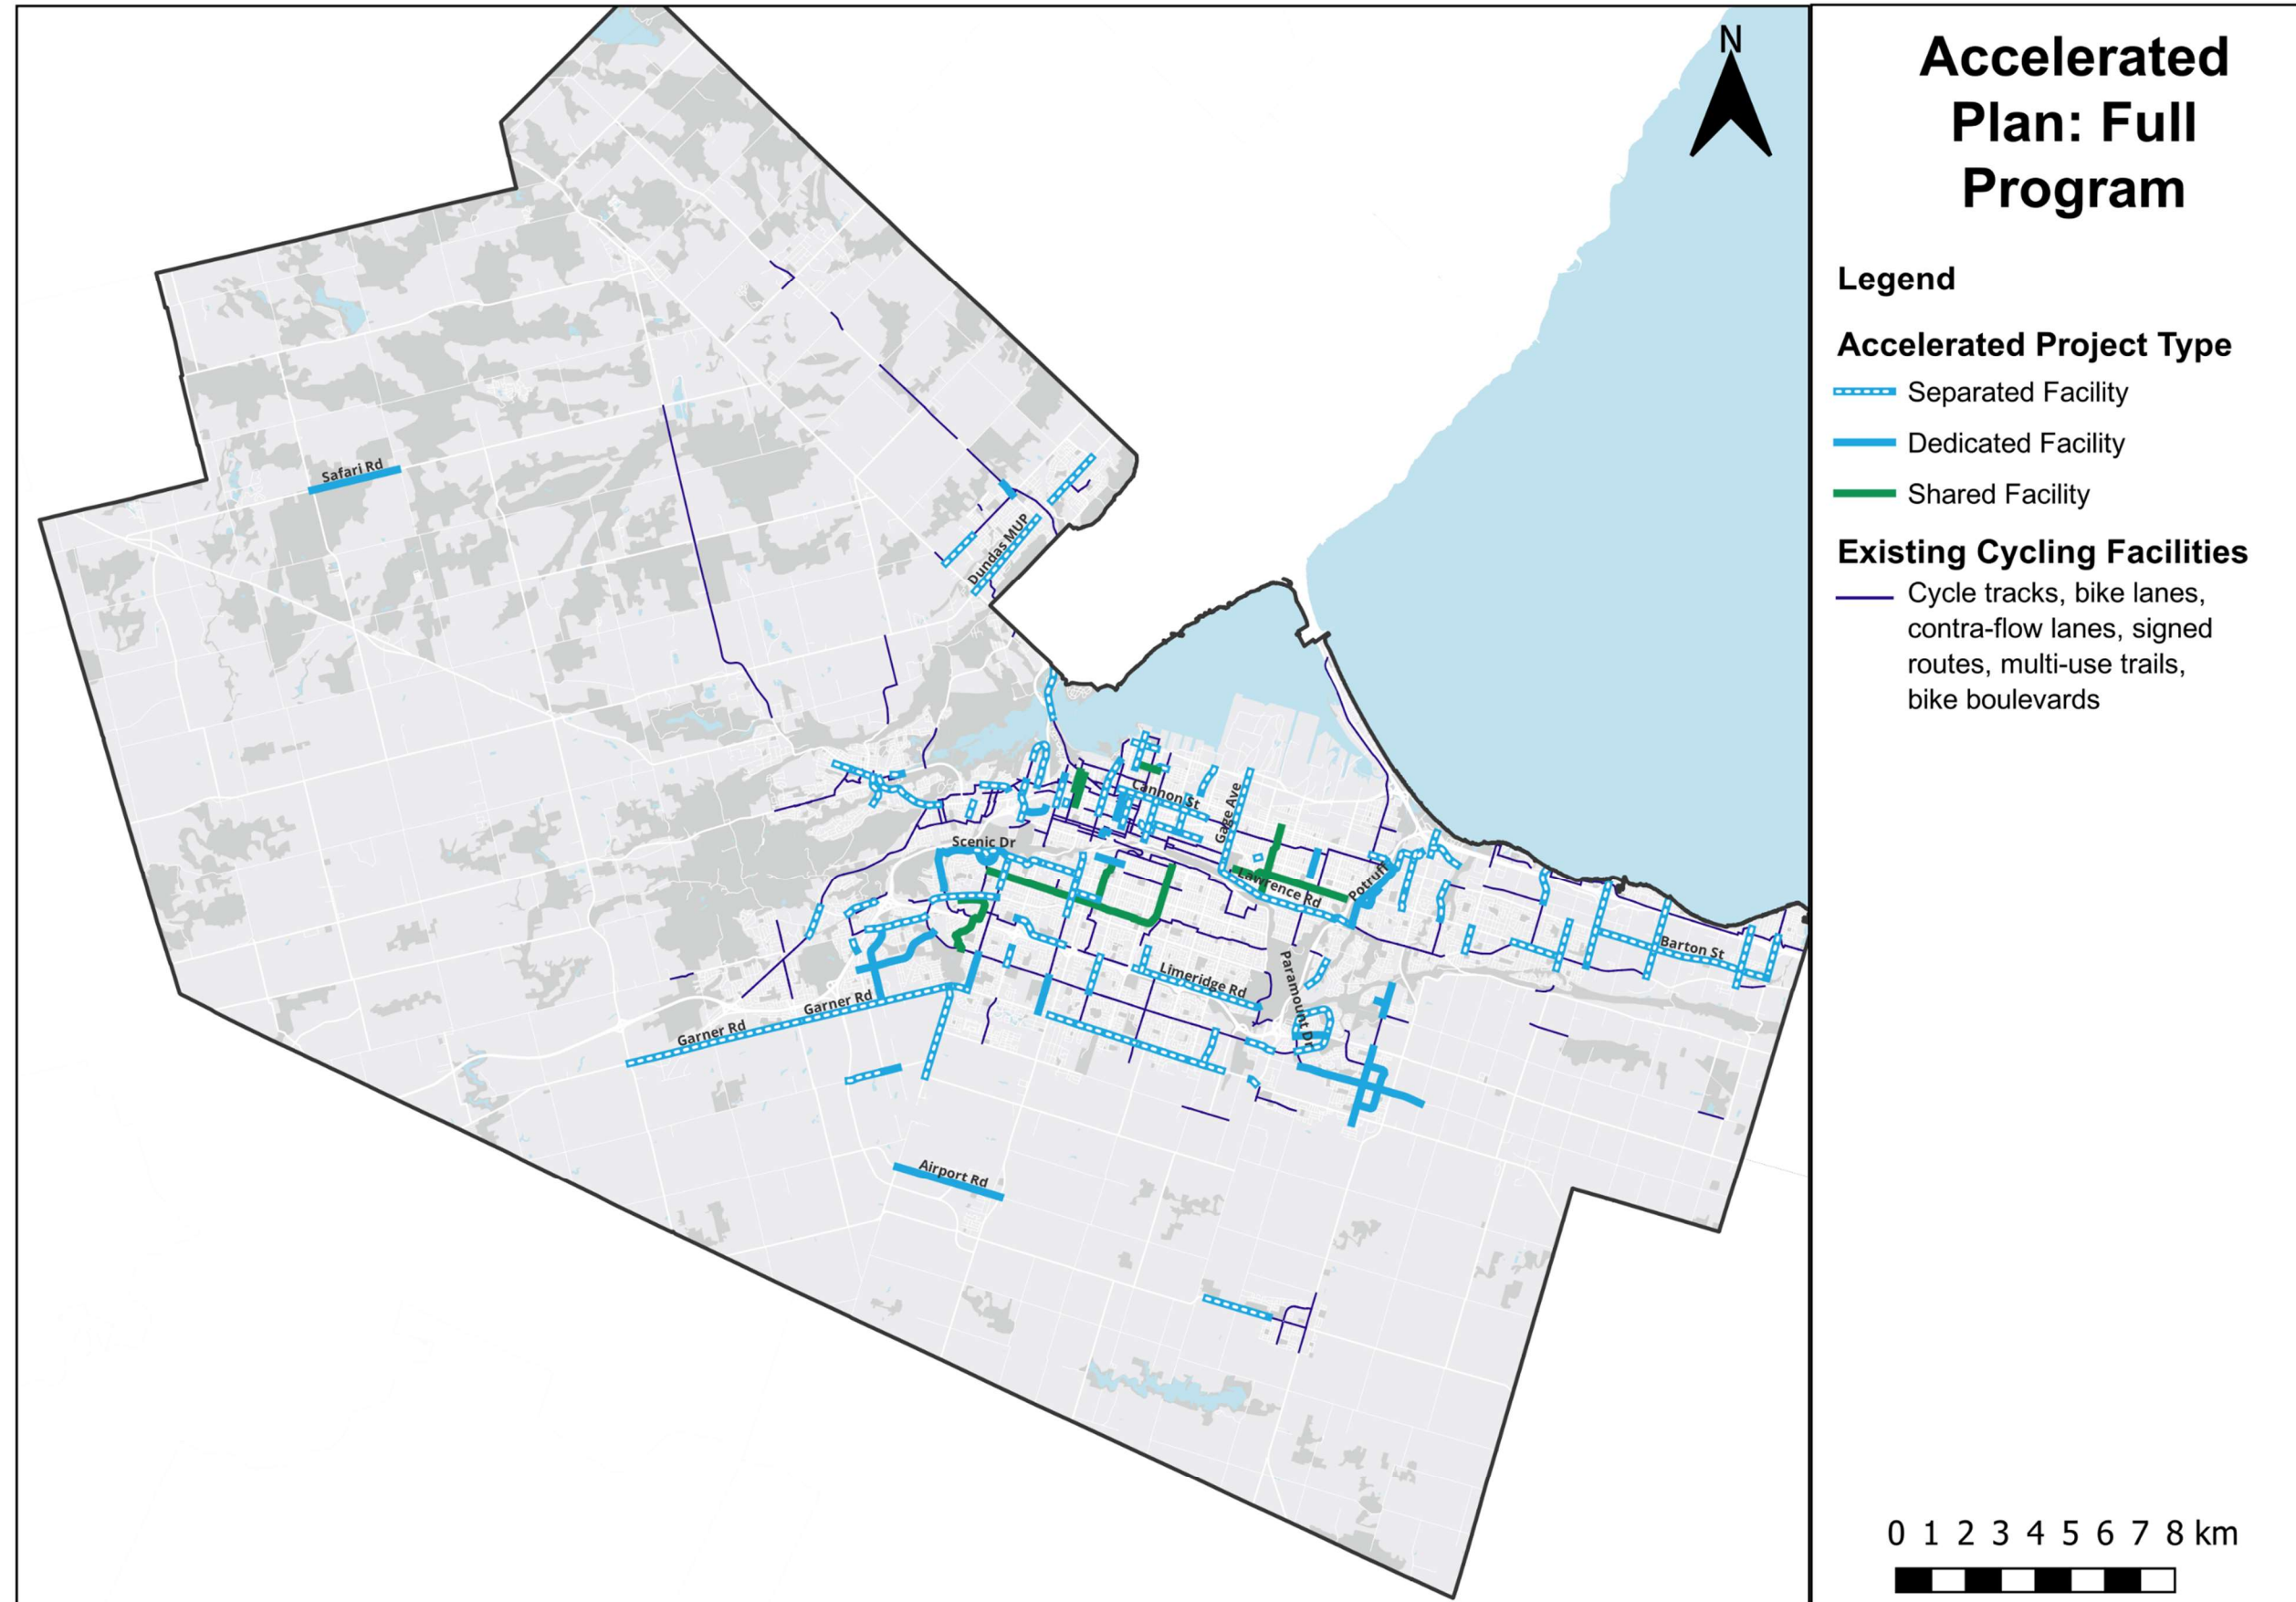 Accelerated
Plan: Full
Program
Legend
Accelerated Project Type
Separated Facility
Dedicated Facility
Shared Facility
Existing Cycling Facilities
Cycle tracks, bike lanes,
contra-flow lanes, signed
routes, multi-use trails,
bike boulevards
0 1 2 3 4 5 6 7 8 km
N
Safari Rd
Dundas MUP
Cannon St
Gage Ave
Scenic Dr
Lawrence Rd
Potruff
Barton St
Limeridge Rd
Paramount Dr
Garner Rd
Garner Rd
Airport Rd